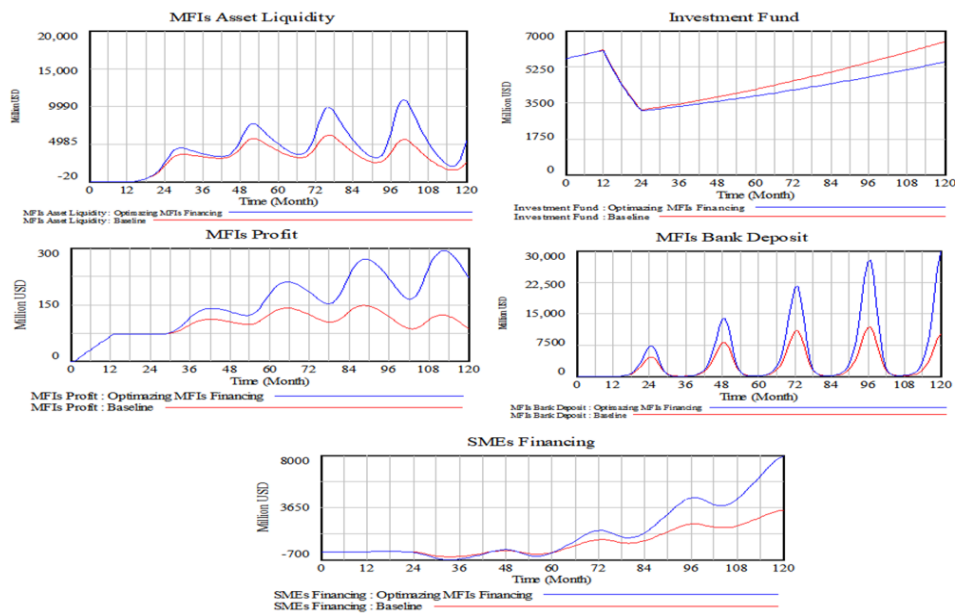 MFIs Asset Liquidity
20,000
15,000
9990
4985
-20
Million USD
0 12 24 36 48 60 72 84 96 108 120
Time (Month)
MFIs Asset Liquidity : Optimazing MFIs Financing
MFIs Asset Liquidity : Baseline
Investment Fund
7000
5250
3500
1750
0
Million USD
0 12 24 36 48 60 72 84 96 108 120
Time (Month)
Investment Fund : Optimazing MFIs Financing
Investment Fund : Baseline
MFIs Profit
300
150
0
Million USD
0 12 24 36 48 60 72 84 96 108 120
Time (Month)
MFIs Profit : Optimazing MFIs Financing
MFIs Profit : Baseline
MFIs Bank Deposit
30,000
22,500
15,000
7500
0
Million USD
0 12 24 36 48 60 72 84 96 108 120
Time (Month)
MFIs Bank Deposit : Optimazing MFIs Financing
MFIs Bank Deposit : Baseline
SMEs Financing
8000
3650
-700
Million USD
0 12 24 36 48 60 72 84 96 108 120
Time (Month)
SMEs Financing : Optimazing MFIs Financing
SMEs Financing : Baseline